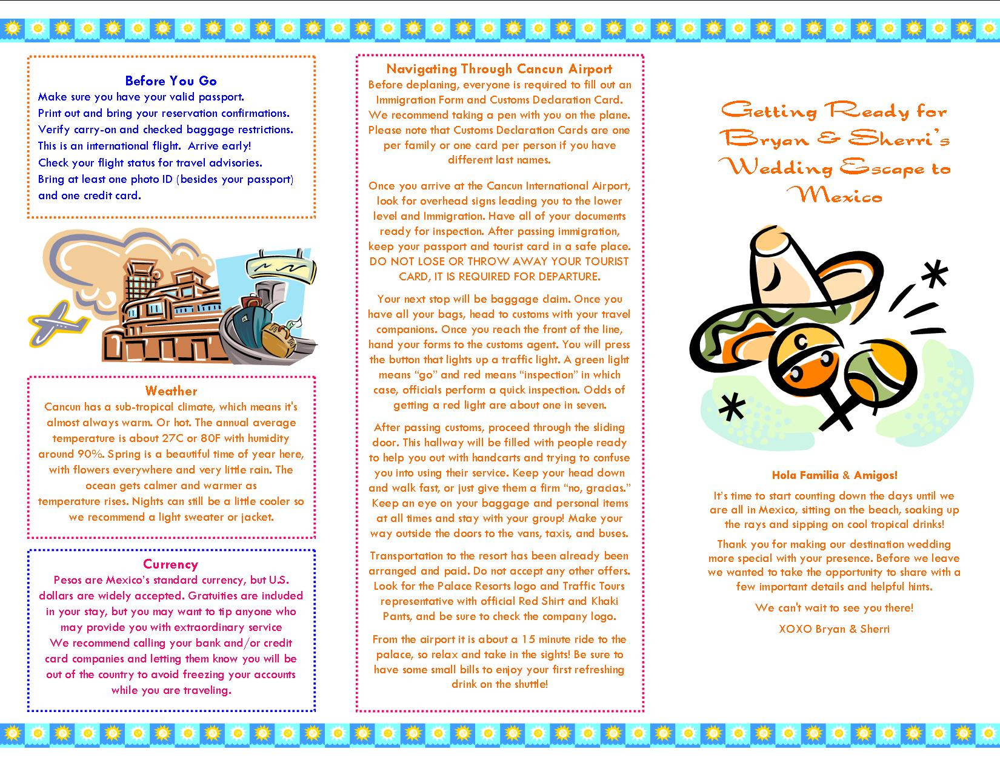 Before You Go
Make sure you have your valid passport.
Print out and bring your reservation confirmations.
Verify carry-on and checked baggage restrictions.
This is an international flight.  Arrive early!
Check your flight status for travel advisories.
Bring at least one photo ID (besides your passport)
and one credit card.
Weather
Cancun has a sub-tropical climate, which means it's
almost always warm. Or hot. The annual average
temperature is about 27C or 80F with humidity
around 90%. Spring is a beautiful time of year here,
with flowers everywhere and very little rain. The
ocean gets calmer and warmer as
temperature rises. Nights can still be a little cooler so
we recommend a light sweater or jacket.
Currency
Pesos are Mexico's standard currency, but U.S.
dollars are widely accepted. Gratuities are included
in your stay, but you may want to tip anyone who
may provide you with extraordinary service
We recommend calling your bank and/or credit
card companies and letting them know you will be
out of the country to avoid freezing your accounts
while you are traveling.
Navigating Through Cancun Airport
Before deplaning, everyone is required to fill out an
Immigration Form and Customs Declaration Card.
We recommend taking a pen with you on the plane.
Please note that Customs Declaration Cards are one
per family or one card per person if you have
different last names.
Once you arrive at the Cancun International Airport,
look for overhead signs leading you to the lower
level and Immigration. Have all of your documents
ready for inspection. After passing immigration,
keep your passport and tourist card in a safe place.
DO NOT LOSE OR THROW AWAY YOUR TOURIST
CARD, IT IS REQUIRED FOR DEPARTURE.
Your next stop will be baggage claim. Once you
have all your bags, head to customs with your travel
companions. Once you reach the front of the line,
hand your forms to the customs agent. You will press
the button that lights up a traffic light. A green light
means “go” and red means “inspection” in which
case, officials perform a quick inspection. Odds of
getting a red light are about one in seven.
After passing customs, proceed through the sliding
door. This hallway will be filled with people ready
to help you out with handcarts and trying to confuse
you into using their service. Keep your head down
and walk fast, or just give them a firm “no, gracias.”
Keep an eye on your baggage and personal items
at all times and stay with your group! Make your
way outside the doors to the vans, taxis, and buses.
Transportation to the resort has been already been
arranged and paid. Do not accept any other offers.
Look for the Palace Resorts logo and Traffic Tours
representative with official Red Shirt and Khaki
Pants, and be sure to check the company logo.
From the airport it is about a 15 minute ride to the
palace, so relax and take in the sights! Be sure to
have some small bills to enjoy your first refreshing
drink on the shuttle!
Getting Ready for
Bryan & Sherri's
Wedding Escape to
Mexico
Hola Familia & Amigos!
It's time to start counting down the days until we
are all in Mexico, sitting on the beach, soaking up
the rays and sipping on cool tropical drinks!
Thank you for making our destination wedding
more special with your presence. Before we leave
we wanted to take the opportunity to share with a
few important details and helpful hints.
We can't wait to see you there!
XOXO Bryan & Sherri